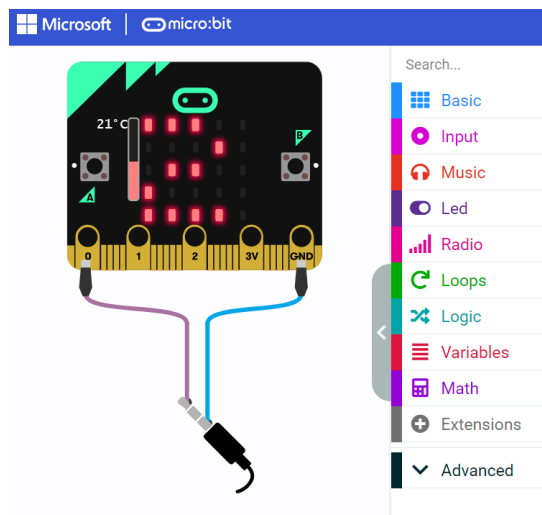 Microsoft micro:bit
21°C
2
B
A
0 1 2 3V GND
Search...
Basic
Input
Music
Led
Radio
Loops
Logic
Variables
Math
Extensions
Advanced